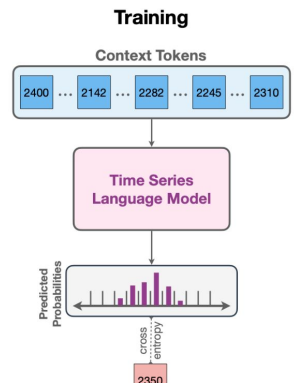 Training
Context Tokens
2400 ... 2142 ... 2282 ... 2245 ... 2310
Time Series
Language Model
Predicted
Probabilities
cross
entropy
2350